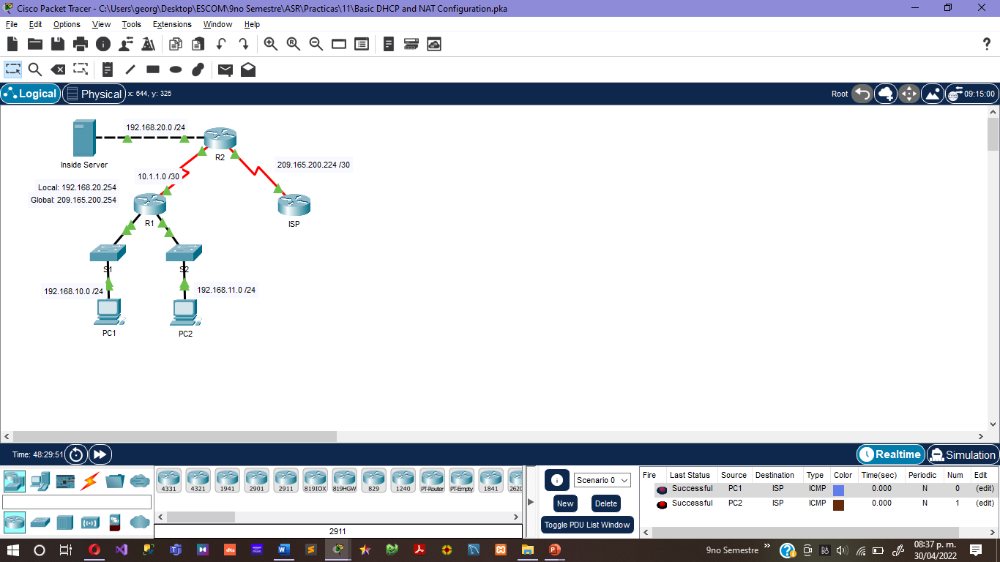 Cisco Packet Tracer - C:\Users\georg\Desktop\ESCOM\9no Semestre\ASR\Practicas\11\Basic DHCP and NAT Configuration.pka
File Edit Options View Tools Extensions Window Help
?
Logical Physical x: 644, y: 325 Root 09:15:00
192.168.20.0 /24
Inside Server
R2
209.165.200.224 /30
10.1.1.0 /30
Local: 192.168.20.254
Global: 209.165.200.254
R1
ISP
S1
S2
192.168.10.0 /24
192.168.11.0 /24
PC1
PC2
Time: 48:29:51 Realtime Simulation
4331 4321 1941 2901 2911 819IOX 819HGW 829 1240 PT-Router PT-Empty 1841 2620
2911
Scenario 0
New Delete
Toggle PDU List Window
Fire Last Status Source Destination Type Color Time(sec) Periodic Num Edit
Successful PC1 ISP ICMP 0.000 N 0 (edit)
Successful PC2 ISP ICMP 0.000 N 1 (edit)
9no Semestre 08:37 p. m.
30/04/2022